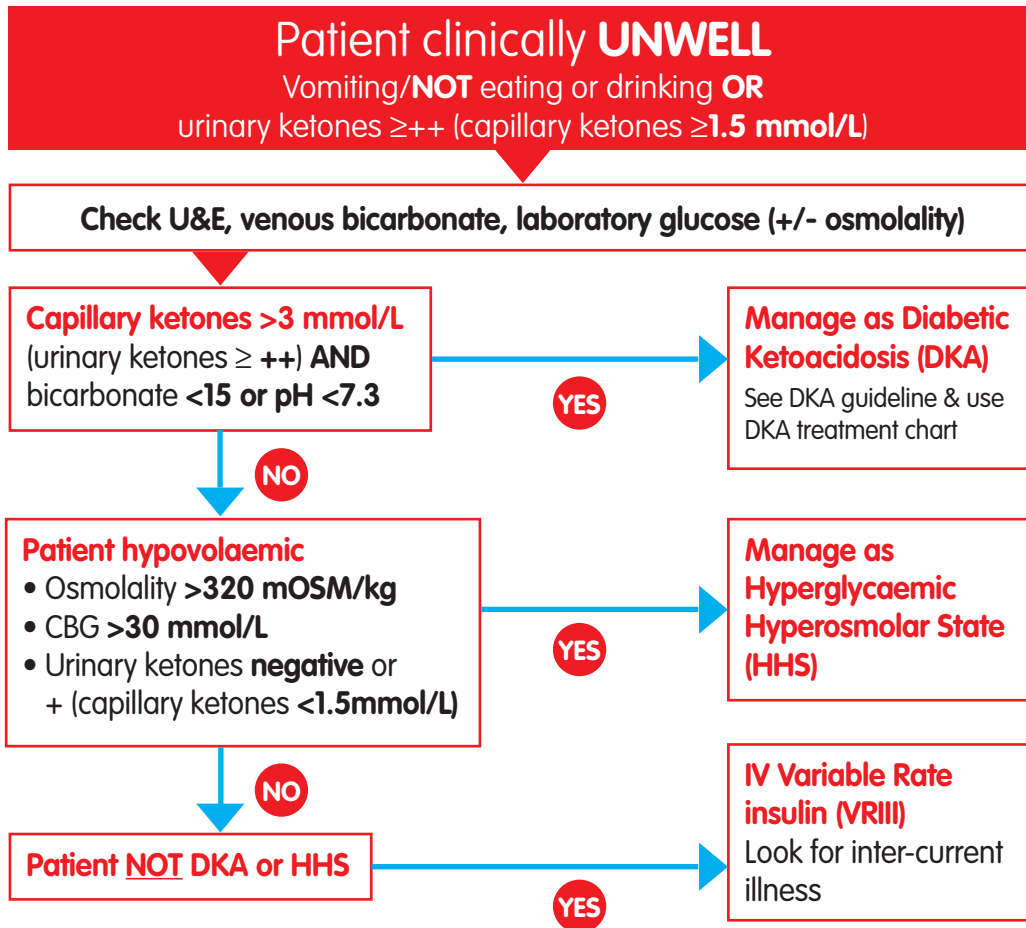 Patient clinically UNWELL
Vomiting/NOT eating or drinking OR
urinary ketones ≥++ (capillary ketones ≥1.5 mmol/L)
Check U&E, venous bicarbonate, laboratory glucose (+/- osmolality)
Capillary ketones >3 mmol/L
(urinary ketones ≥ ++) AND
bicarbonate <15 or pH <7.3
YES
Manage as Diabetic
Ketoacidosis (DKA)
See DKA guideline & use
DKA treatment chart
NO
Patient hypovolaemic
• Osmolality >320 mOSM/kg
• CBG >30 mmol/L
• Urinary ketones negative or
+ (capillary ketones <1.5mmol/L)
YES
Manage as
Hyperglycaemic
Hyperosmolar State
(HHS)
NO
Patient NOT DKA or HHS
YES
IV Variable Rate
insulin (VRIII)
Look for inter-current
illness